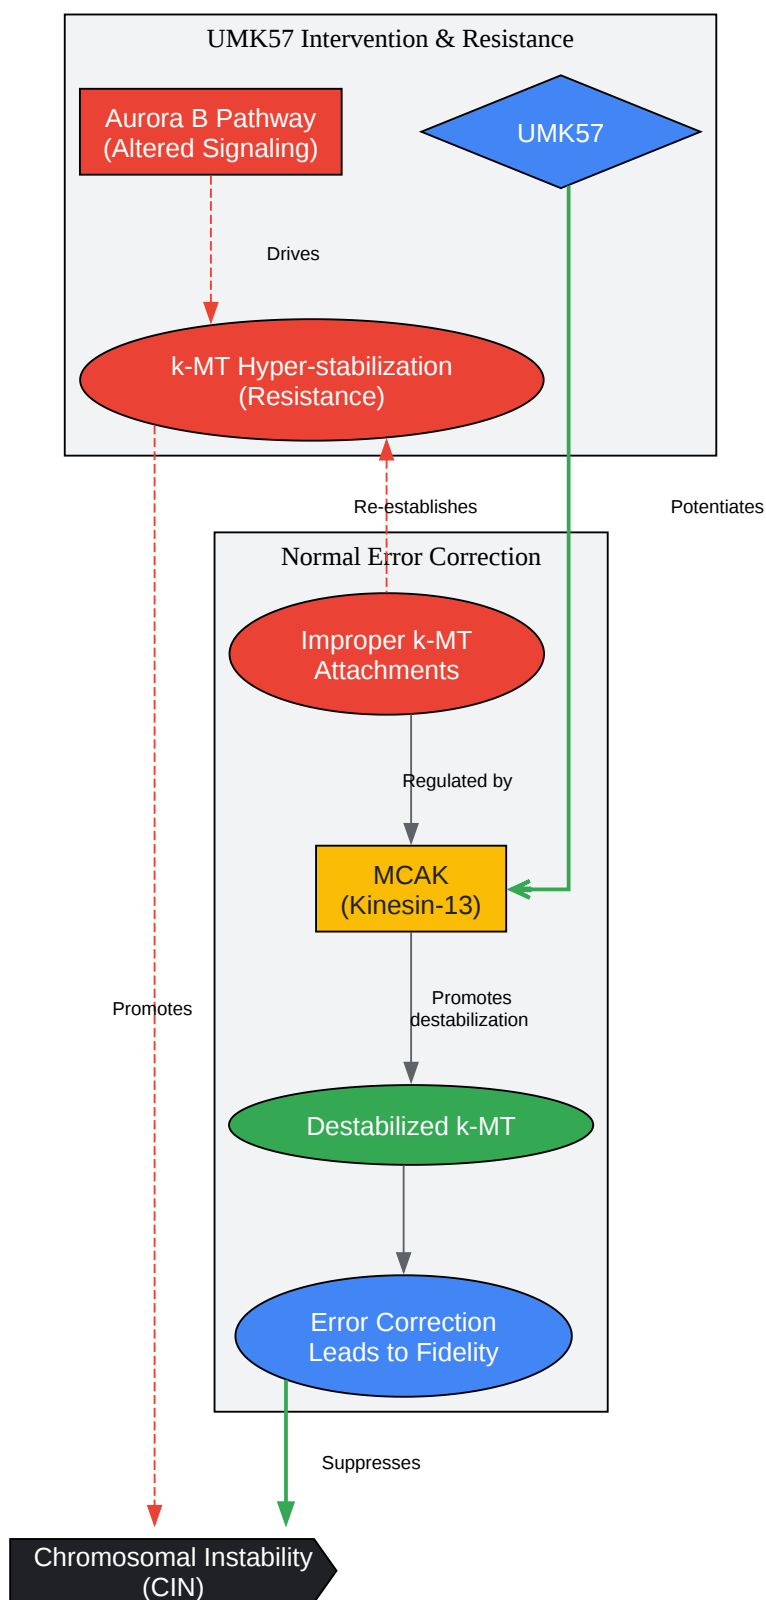 UMK57 Intervention & Resistance
Aurora B Pathway
(Altered Signaling)
UMK57
Drives
k-MT Hyper-stabilization
(Resistance)
Re-establishes
Potentiates
Normal Error Correction
Improper k-MT
Attachments
Regulated by
MCAK
(Kinesin-13)
Promotes
destabilization
Promotes
Destabilized k-MT
Error Correction
Leads to Fidelity
Suppresses
Chromosomal Instability
(CIN)